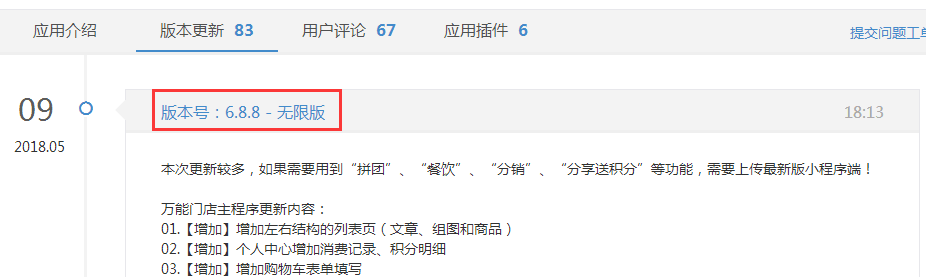 应用介绍 版本更新 83 用户评论 67 应用插件 6 提交问题工单
09
2018.05
版本号：6.8.8 - 无限版 18:13
本次更新较多，如果需要用到“拼团”、“餐饮”、“分销”、“分享送积分”等功能，需要上传最新版小程序端！
万能门店主程序更新内容：
01.【增加】增加左右结构的列表页（文章、组图和商品）
02.【增加】个人中心增加消费记录、积分明细
03.【增加】增加购物车表单填写